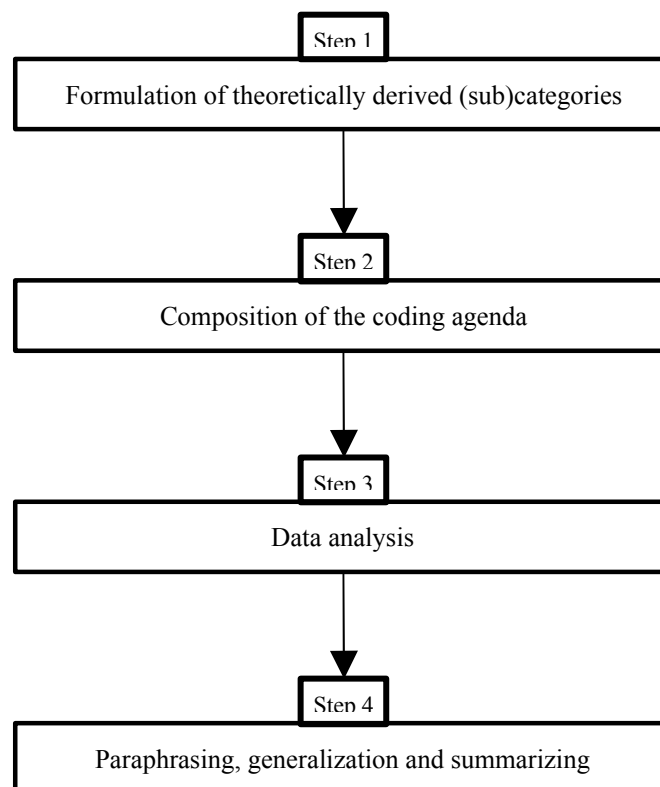 Step 1
Formulation of theoretically derived (sub)categories
Step 2
Composition of the coding agenda
Step 3
Data analysis
Step 4
Paraphrasing, generalization and summarizing